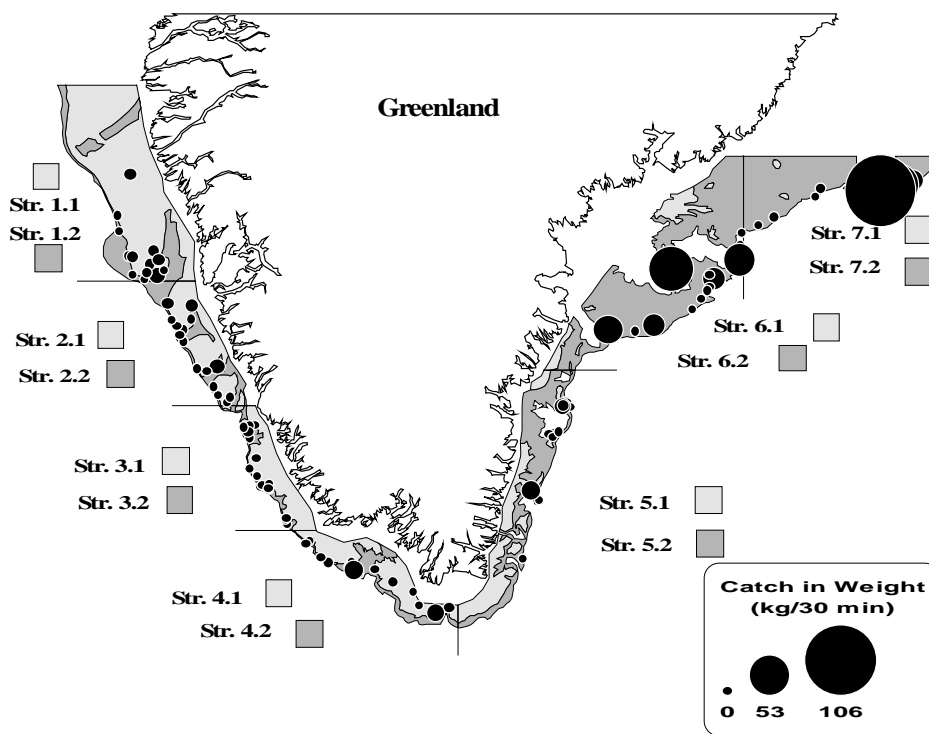 Greenland
Str. 1.1
Str. 1.2
Str. 7.1
Str. 7.2
Str. 2.1
Str. 2.2
Str. 6.1
Str. 6.2
Str. 3.1
Str. 3.2
Str. 5.1
Str. 5.2
Str. 4.1
Str. 4.2
Catch in Weight
(kg/30 min)
0 53 106